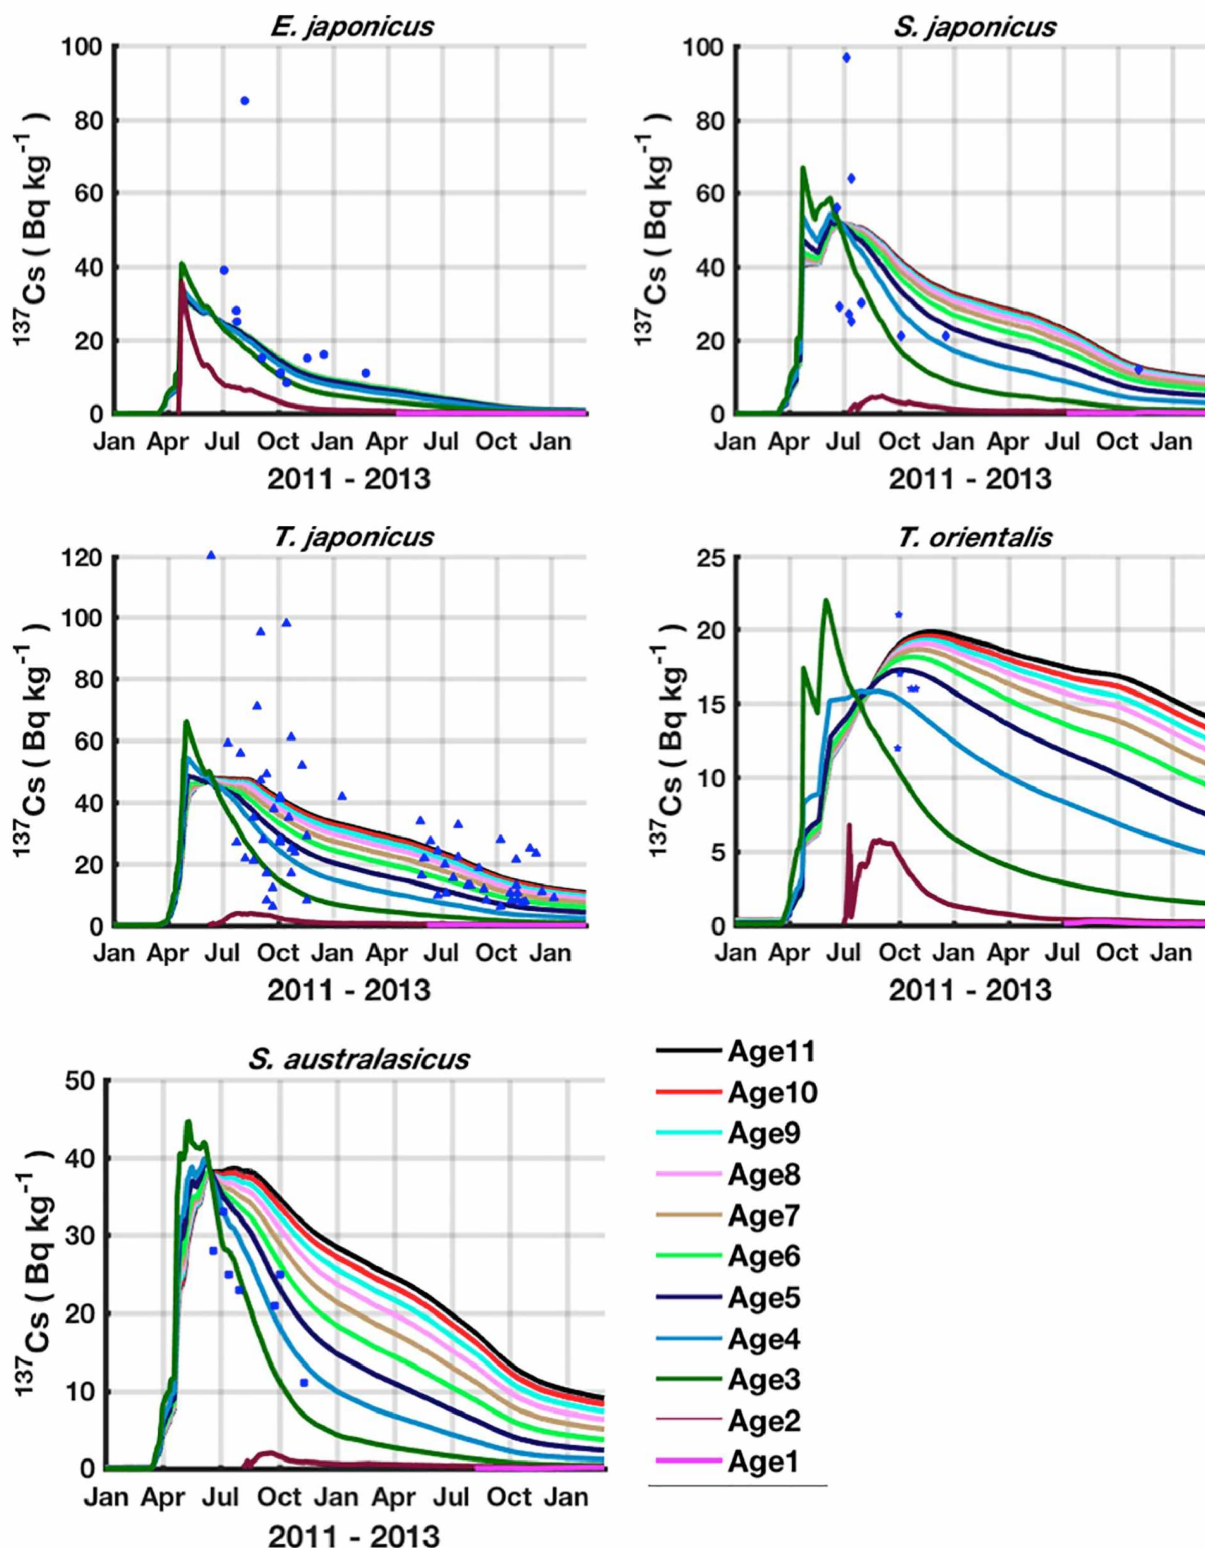 E. japonicus
100
80
60
40
20
0
137Cs ( Bq kg-1 )
Jan Apr Jul Oct Jan Apr Jul Oct Jan
2011 - 2013
S. japonicus
100
80
60
40
20
0
137Cs ( Bq kg-1 )
Jan Apr Jul Oct Jan Apr Jul Oct Jan
2011 - 2013
T. japonicus
120
100
80
60
40
20
0
137Cs ( Bq kg-1 )
Jan Apr Jul Oct Jan Apr Jul Oct Jan
2011 - 2013
T. orientalis
25
20
15
10
5
0
137Cs ( Bq kg-1 )
Jan Apr Jul Oct Jan Apr Jul Oct Jan
2011 - 2013
S. australasicus
50
40
30
20
10
0
137Cs ( Bq kg-1 )
Jan Apr Jul Oct Jan Apr Jul Oct Jan
2011 - 2013
Age11
Age10
Age9
Age8
Age7
Age6
Age5
Age4
Age3
Age2
Age1